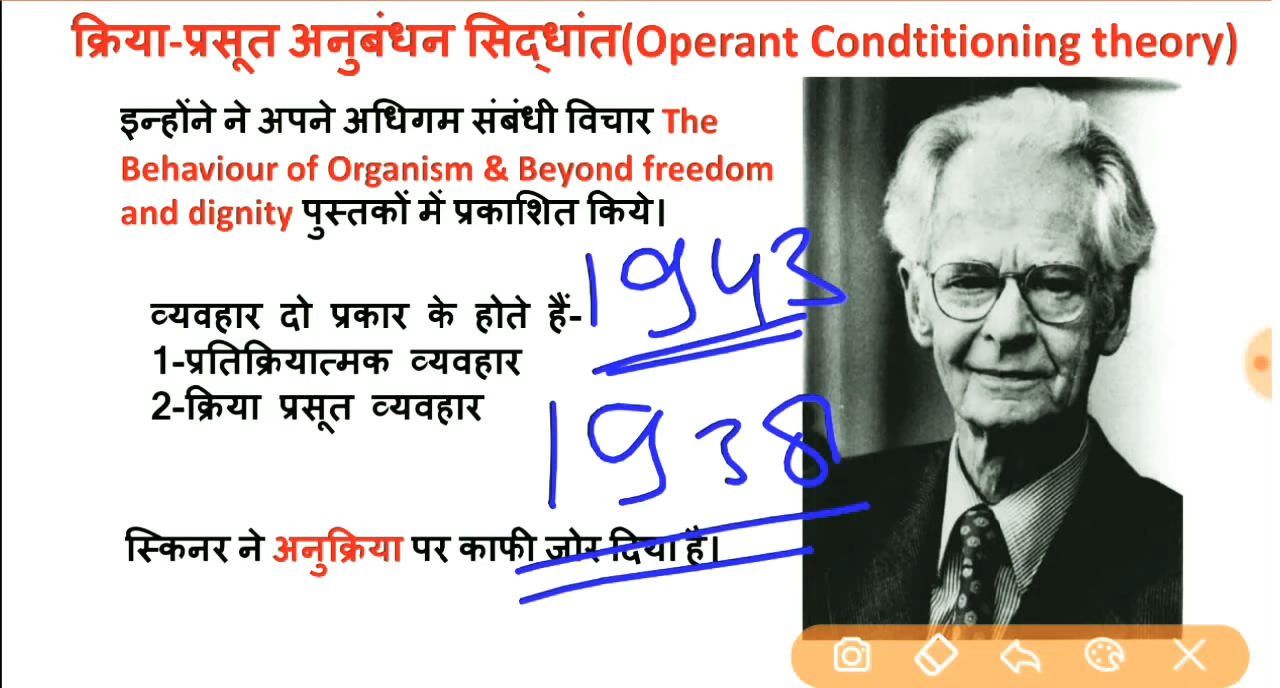 क्रिया-प्रसूत अनुबंधन सिद्धांत(Operant Condtitioning theory)
इन्होंने ने अपने अधिगम संबंधी विचार The
Behaviour of Organism & Beyond freedom
and dignity पुस्तकों में प्रकाशित किये।
1943
व्यवहार दो प्रकार के होते हैं-
1-प्रतिक्रियात्मक व्यवहार
2-क्रिया प्रसूत व्यवहार
1938
स्किनर ने अनुक्रिया पर काफी जोर दिया है।